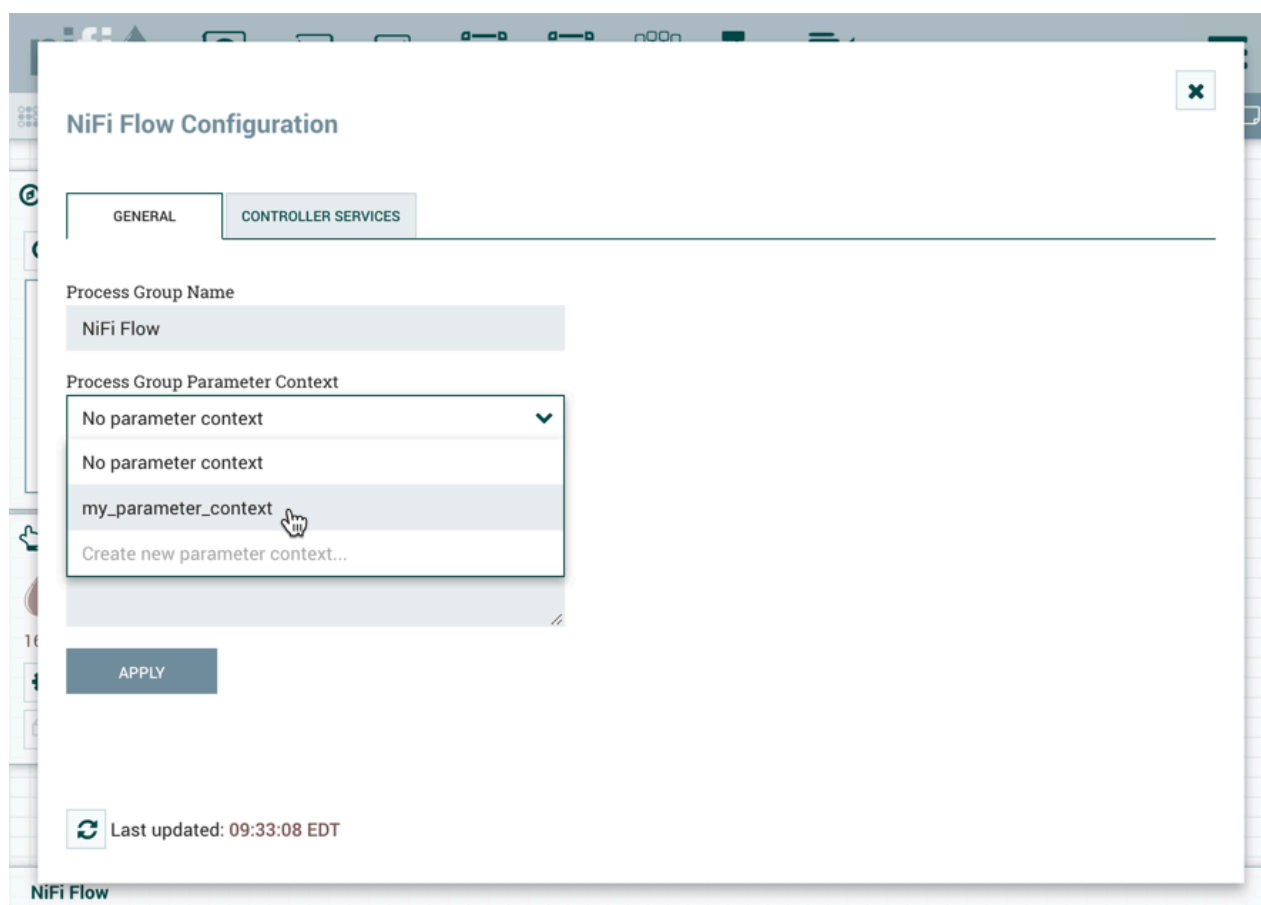 NiFi Flow Configuration
GENERAL
CONTROLLER SERVICES
Process Group Name
NiFi Flow
Process Group Parameter Context
No parameter context
No parameter context
my_parameter_context
Create new parameter context...
APPLY
Last updated: 09:33:08 EDT
NiFi Flow